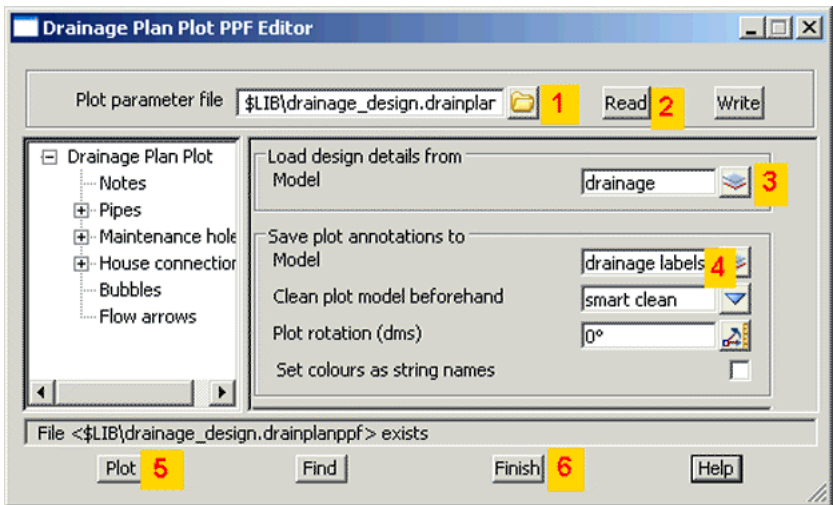 Drainage Plan Plot PPF Editor
Plot parameter file $LIB\drainage_design.drainplar 1 Read 2 Write
Drainage Plan Plot
Notes
Pipes
Maintenance hole
House connection
Bubbles
Flow arrows
Load design details from
Model drainage 3
Save plot annotations to
Model drainage labels 4
Clean plot model beforehand smart clean
Plot rotation (dms) 0°
Set colours as string names
File <$LIB\drainage_design.drainplanppf> exists
Plot 5 Find Finish 6 Help